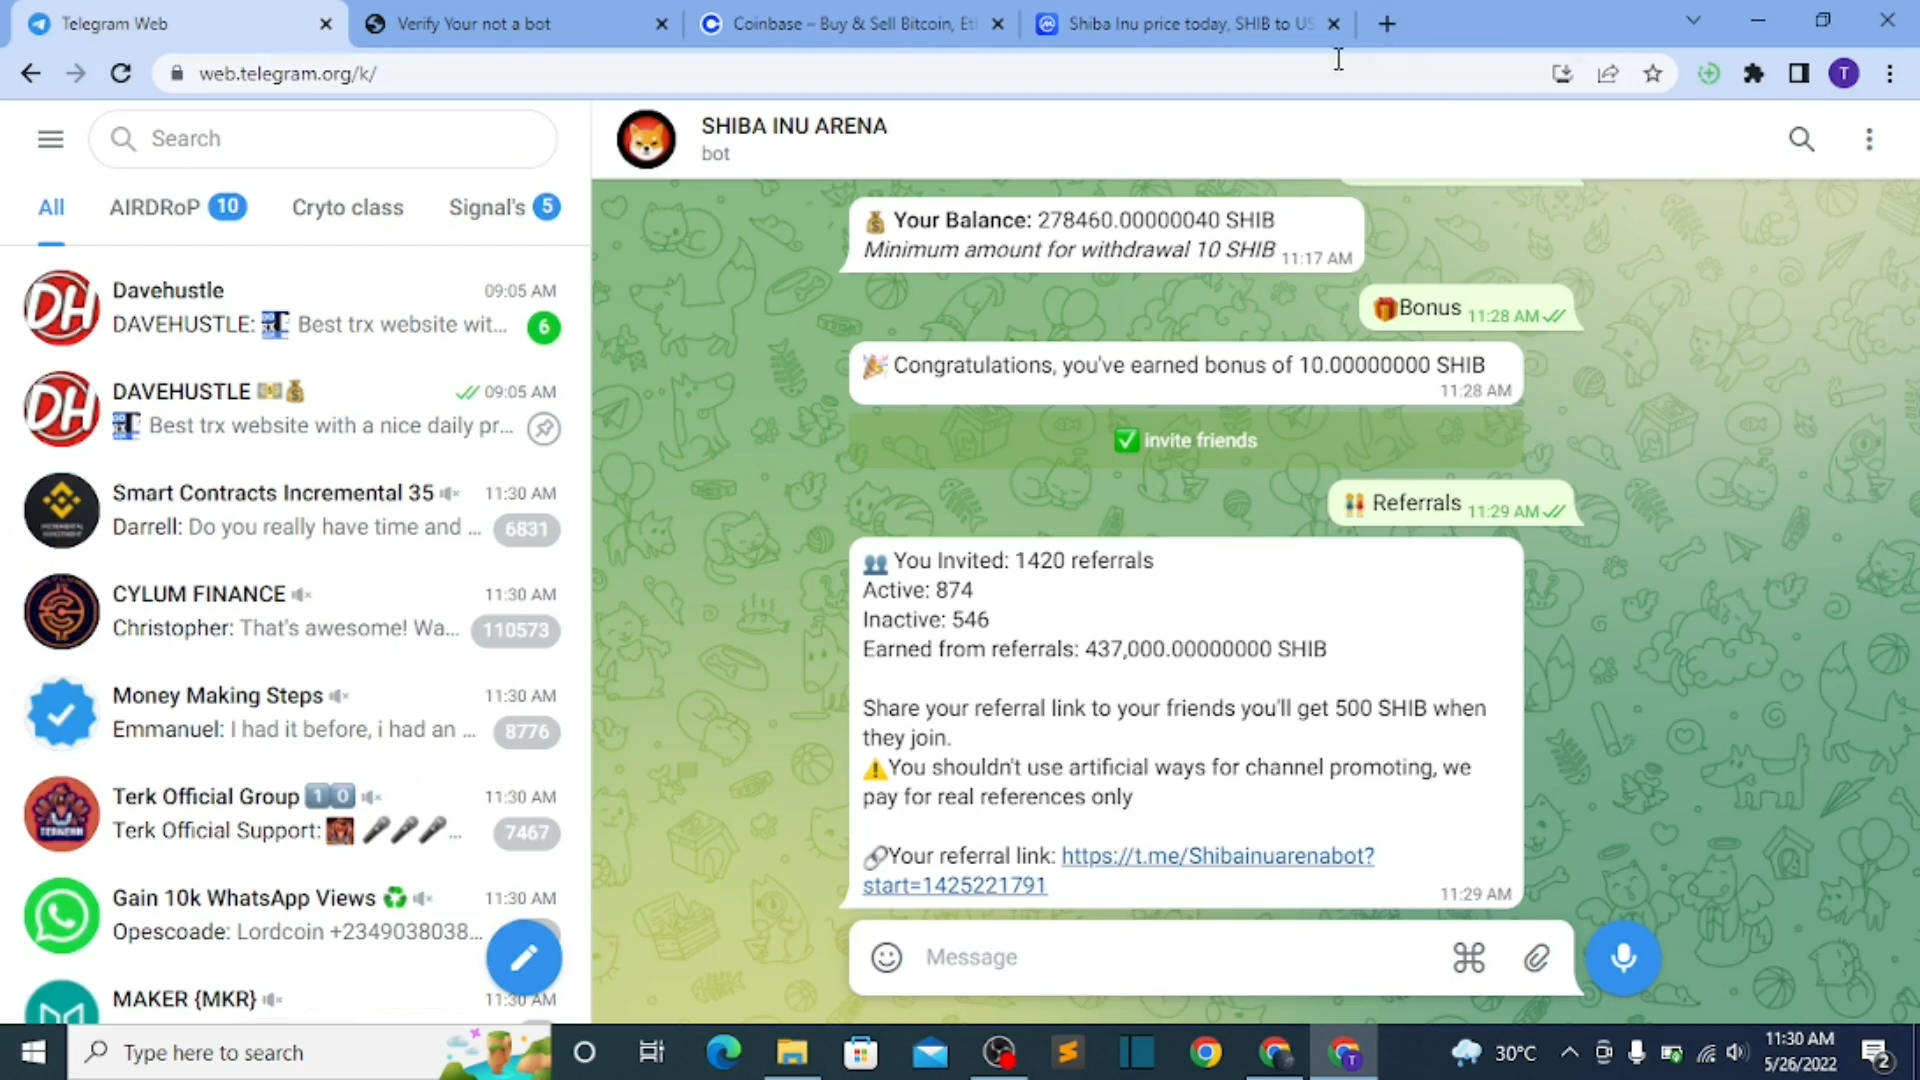 Telegram Web
Verify Your not a bot
Coinbase – Buy & Sell Bitcoin, Et
Shiba Inu price today, SHIB to US
web.telegram.org/k/
T
Search
All
AIRDRoP 10
Cryto class
Signal's 5
DH
Davehustle
09:05 AM
DAVEHUSTLE: Best trx website wit...
6
DH
DAVEHUSTLE
09:05 AM
Best trx website with a nice daily pr...
Smart Contracts Incremental 35
11:30 AM
Darrell: Do you really have time and ...
6831
CYLUM FINANCE
11:30 AM
Christopher: That's awesome! Wa...
110573
Money Making Steps
11:30 AM
Emmanuel: I had it before, i had an ...
8776
Terk Official Group 1 0
11:30 AM
Terk Official Support: ...
7467
Gain 10k WhatsApp Views
11:30 AM
Opescoade: Lordcoin +2349038038...
MAKER {MKR}
11:30 AM
SHIBA INU ARENA
bot
Your Balance: 278460.00000040 SHIB
Minimum amount for withdrawal 10 SHIB 11:17 AM
Bonus 11:28 AM
Congratulations, you've earned bonus of 10.00000000 SHIB
11:28 AM
invite friends
Referrals 11:29 AM
You Invited: 1420 referrals
Active: 874
Inactive: 546
Earned from referrals: 437,000.00000000 SHIB
Share your referral link to your friends you'll get 500 SHIB when
they join.
You shouldn't use artificial ways for channel promoting, we
pay for real references only
Your referral link: https://t.me/Shibainuarenabot?
start=1425221791
11:29 AM
Message
Type here to search
T
30°C
11:30 AM
5/26/2022
2